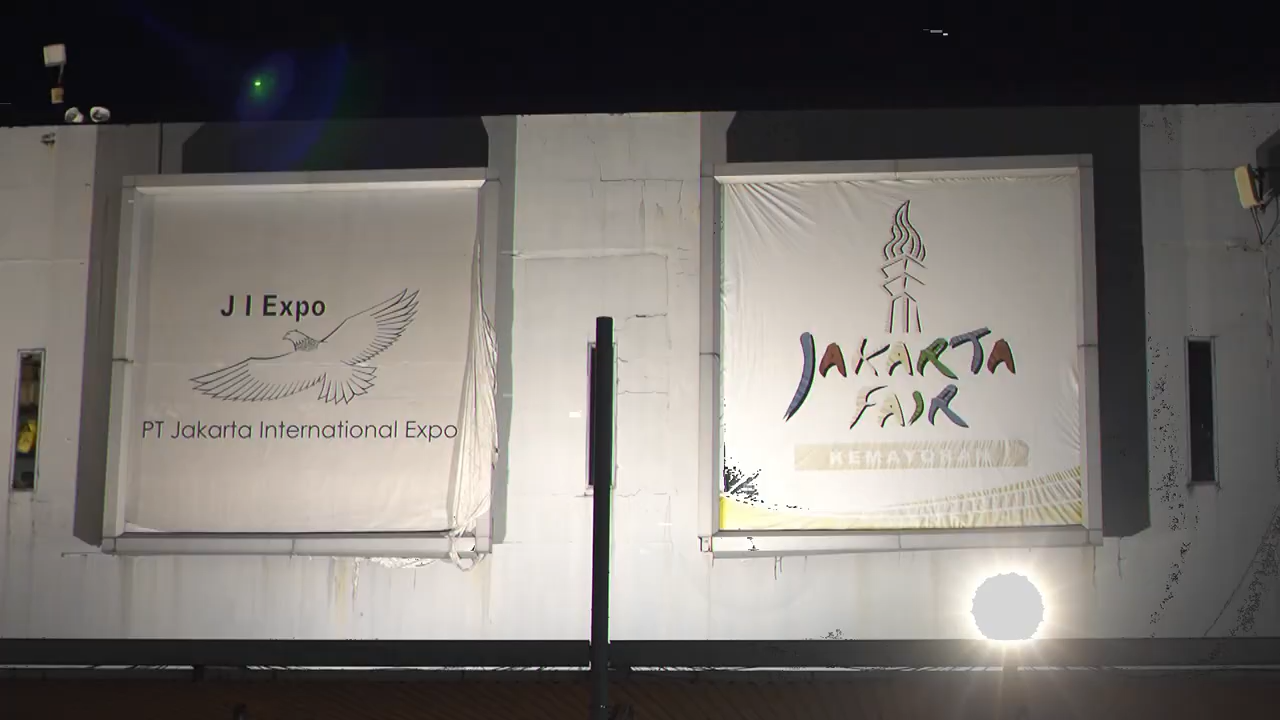 J I Expo
PT Jakarta International Expo
JAKARTA
FAIR
KEMAYORAN